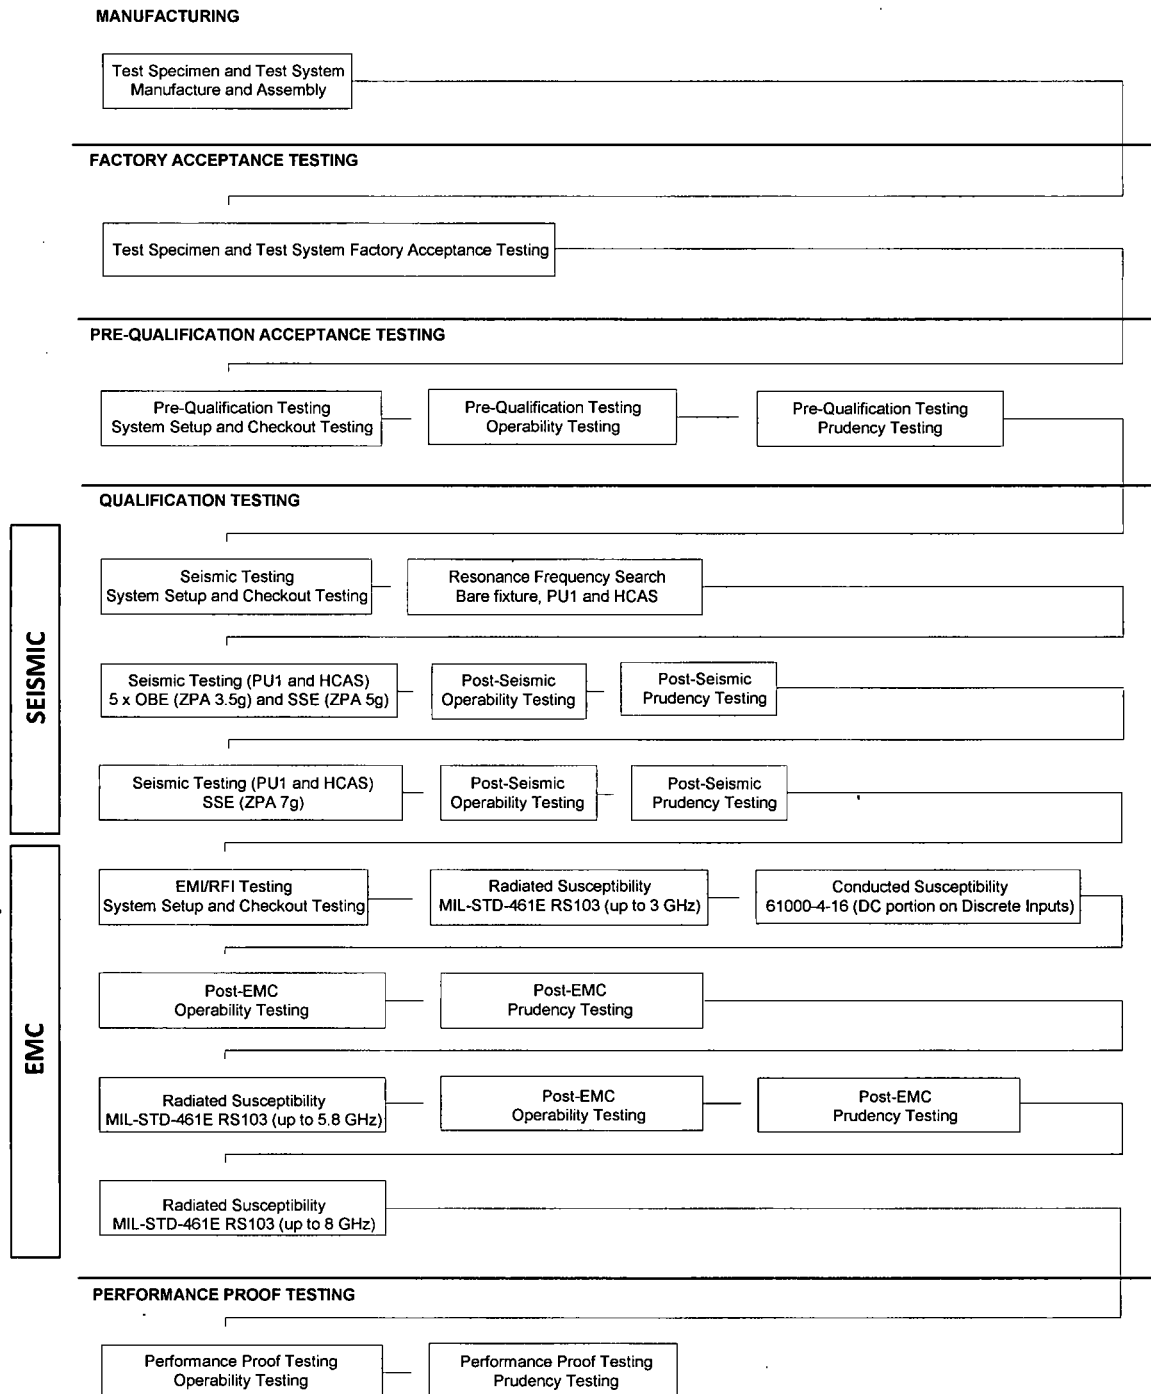 MANUFACTURING
Test Specimen and Test System
Manufacture and Assembly
FACTORY ACCEPTANCE TESTING
Test Specimen and Test System Factory Acceptance Testing
PRE-QUALIFICATION ACCEPTANCE TESTING
Pre-Qualification Testing
System Setup and Checkout Testing
Pre-Qualification Testing
Operability Testing
Pre-Qualification Testing
Prudency Testing
QUALIFICATION TESTING
SEISMIC
Seismic Testing
System Setup and Checkout Testing
Resonance Frequency Search
Bare fixture, PU1 and HCAS
Seismic Testing (PU1 and HCAS)
5 x OBE (ZPA 3.5g) and SSE (ZPA 5g)
Post-Seismic
Operability Testing
Post-Seismic
Prudency Testing
Seismic Testing (PU1 and HCAS)
SSE (ZPA 7g)
Post-Seismic
Operability Testing
Post-Seismic
Prudency Testing
EMC
EMI/RFI Testing
System Setup and Checkout Testing
Radiated Susceptibility
MIL-STD-461E RS103 (up to 3 GHz)
Conducted Susceptibility
61000-4-16 (DC portion on Discrete Inputs)
Post-EMC
Operability Testing
Post-EMC
Prudency Testing
Radiated Susceptibility
MIL-STD-461E RS103 (up to 5.8 GHz)
Post-EMC
Operability Testing
Post-EMC
Prudency Testing
Radiated Susceptibility
MIL-STD-461E RS103 (up to 8 GHz)
PERFORMANCE PROOF TESTING
Performance Proof Testing
Operability Testing
Performance Proof Testing
Prudency Testing